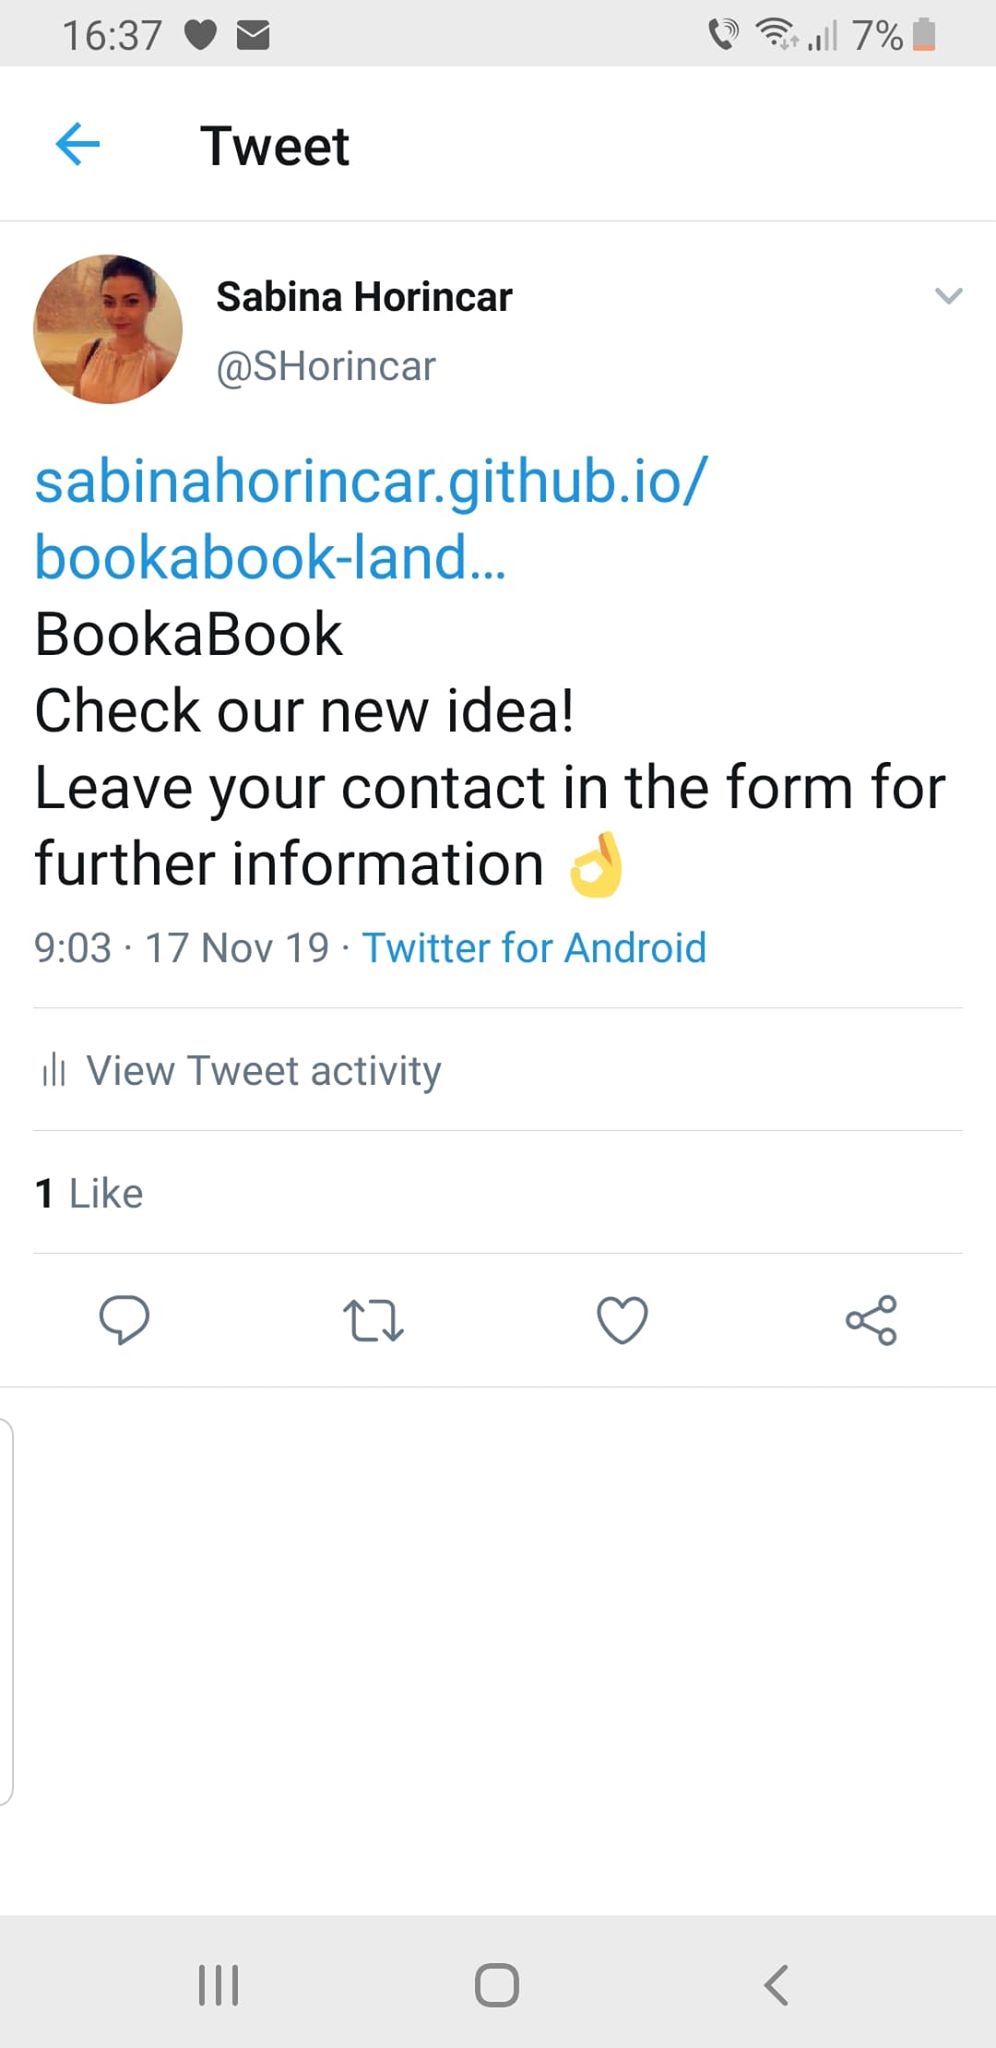 16:37 7%
Tweet
Sabina Horincar
@SHorincar
sabinahorincar.github.io/
bookabook-land...
BookaBook
Check our new idea!
Leave your contact in the form for
further information 👌
9:03 · 17 Nov 19 · Twitter for Android
View Tweet activity
1 Like